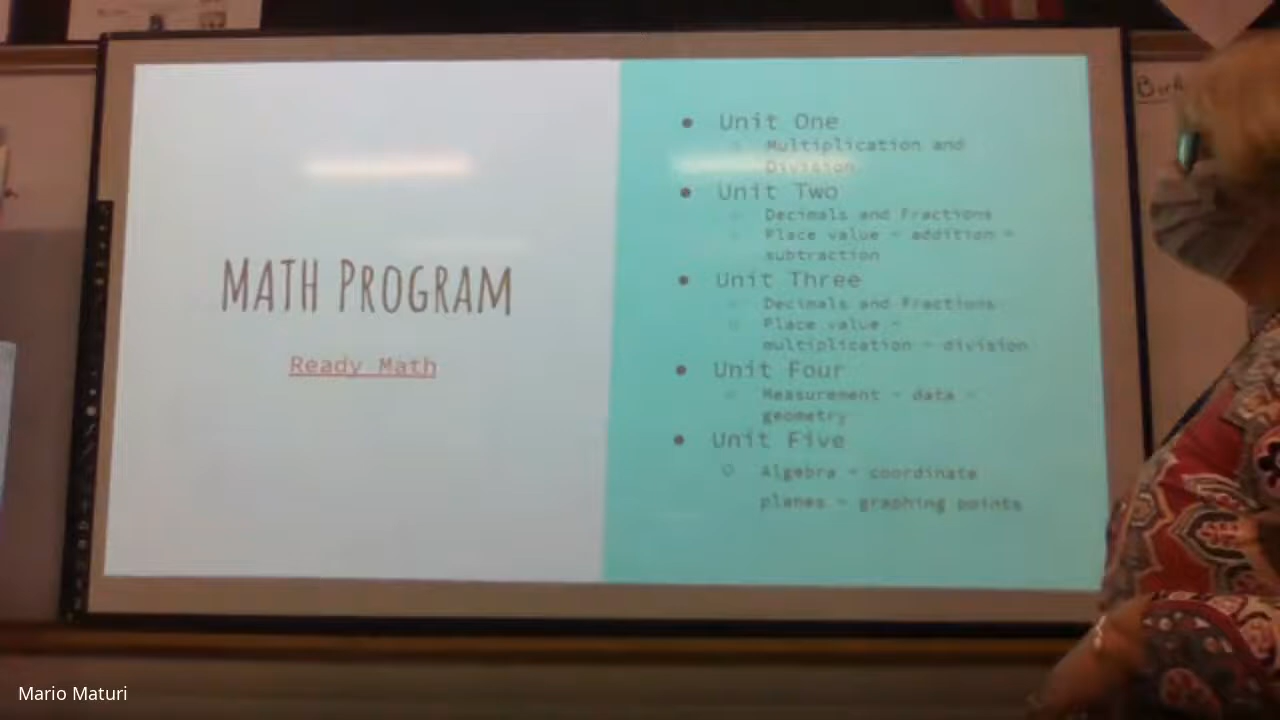 MATH PROGRAM
Ready Math
Unit One
Multiplication and
Division
Unit Two
Decimals and Fractions
Place value - addition -
subtraction
Unit Three
Decimals and Fractions
Place value -
multiplication - division
Unit Four
Measurement - data -
geometry
Unit Five
Algebra - coordinate
planes - graphing points
Mario Maturi